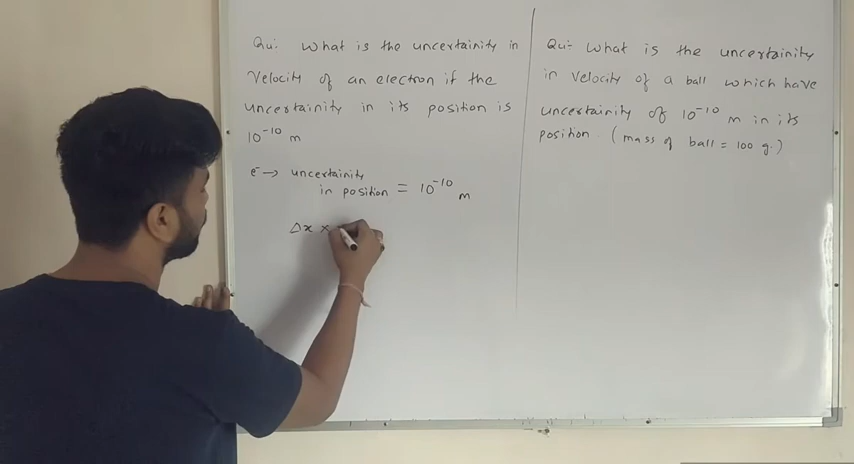 Qu: What is the uncertainity in
velocity of an electron if the
uncertainity in its position is
10⁻¹⁰ m
e⁻ → uncertainity
in position = 10⁻¹⁰ m
Δx ×
Qu:- What is the uncertainity
in velocity of a ball which have
uncertainity of 10⁻¹⁰ m in its
position. (mass of ball = 100 g.)